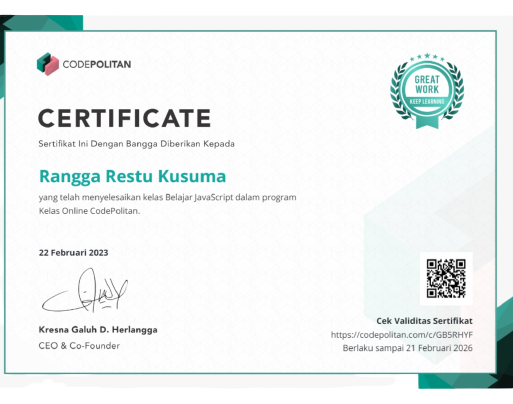 CODEPOLITAN
GREAT
WORK
KEEP LEARNING
CERTIFICATE
Sertifikat Ini Dengan Bangga Diberikan Kepada
Rangga Restu Kusuma
yang telah menyelesaikan kelas Belajar JavaScript dalam program
Kelas Online CodePolitan.
22 Februari 2023
Kresna Galuh D. Herlangga
CEO & Co-Founder
Cek Validitas Sertifikat
https://codepolitan.com/c/GB5RHYF
Berlaku sampai 21 Februari 2026